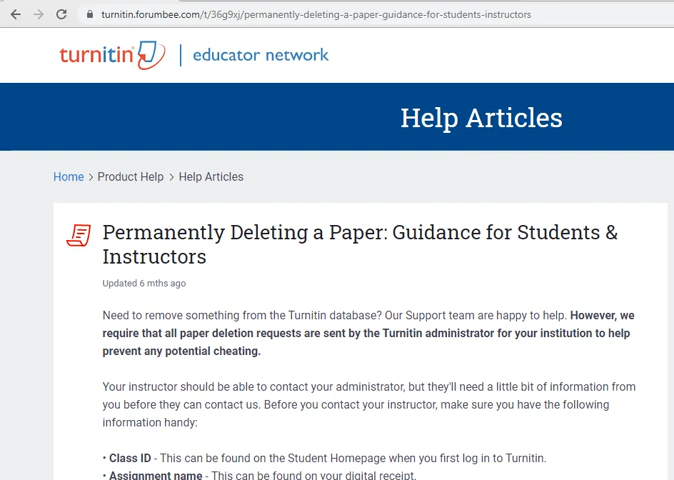 turnitin.forumbee.com/t/36g9xj/permanently-deleting-a-paper-guidance-for-students-instructors
turnitin educator network
Help Articles
Home > Product Help > Help Articles
Permanently Deleting a Paper: Guidance for Students &
Instructors
Updated 6 mths ago
Need to remove something from the Turnitin database? Our Support team are happy to help. However, we
require that all paper deletion requests are sent by the Turnitin administrator for your institution to help
prevent any potential cheating.
Your instructor should be able to contact your administrator, but they'll need a little bit of information from
you before they can contact us. Before you contact your instructor, make sure you have the following
information handy:
• Class ID - This can be found on the Student Homepage when you first log in to Turnitin.
• Assignment name - This can be found on your digital receipt.